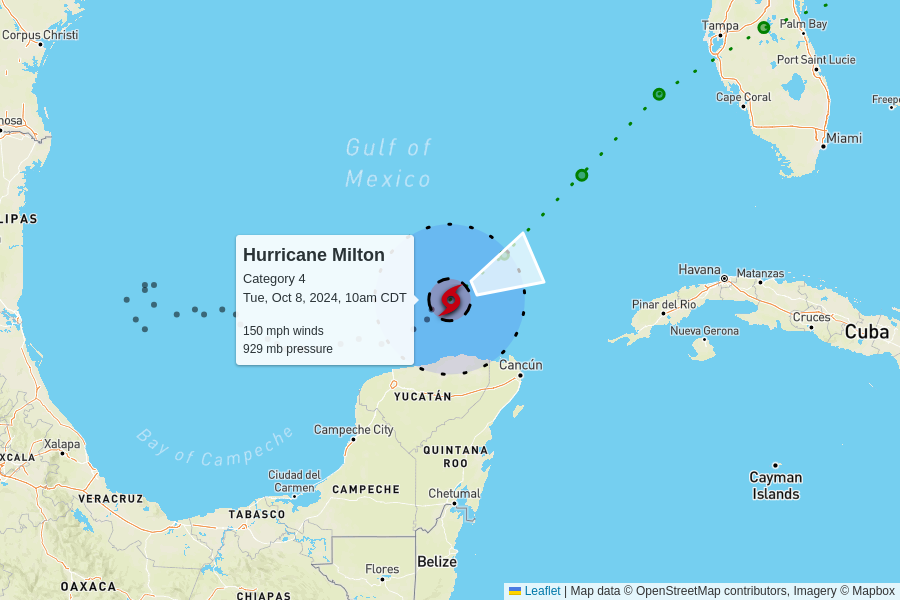 Tampa
Palm Bay
Corpus Christi
Port Saint Lucie
Cape Coral
Freep
nosa
Miami
Gulf of
Mexico
LIPAS
Hurricane Milton
Category 4
Tue, Oct 8, 2024, 10am CDT
150 mph winds
929 mb pressure
Havana
Matanzas
Pinar del Río
Cruces
Nueva Gerona
Cuba
Cancún
YUCATÁN
Campeche City
Bay of Campeche
Xalapa
XCALA
QUINTANA
ROO
Ciudad del
Carmen
CAMPECHE
Chetumal
Cayman
Islands
VERACRUZ
TABASCO
Belize
Flores
OAXACA
CHIAPAS
Leaflet | Map data © OpenStreetMap contributors, Imagery © Mapbox